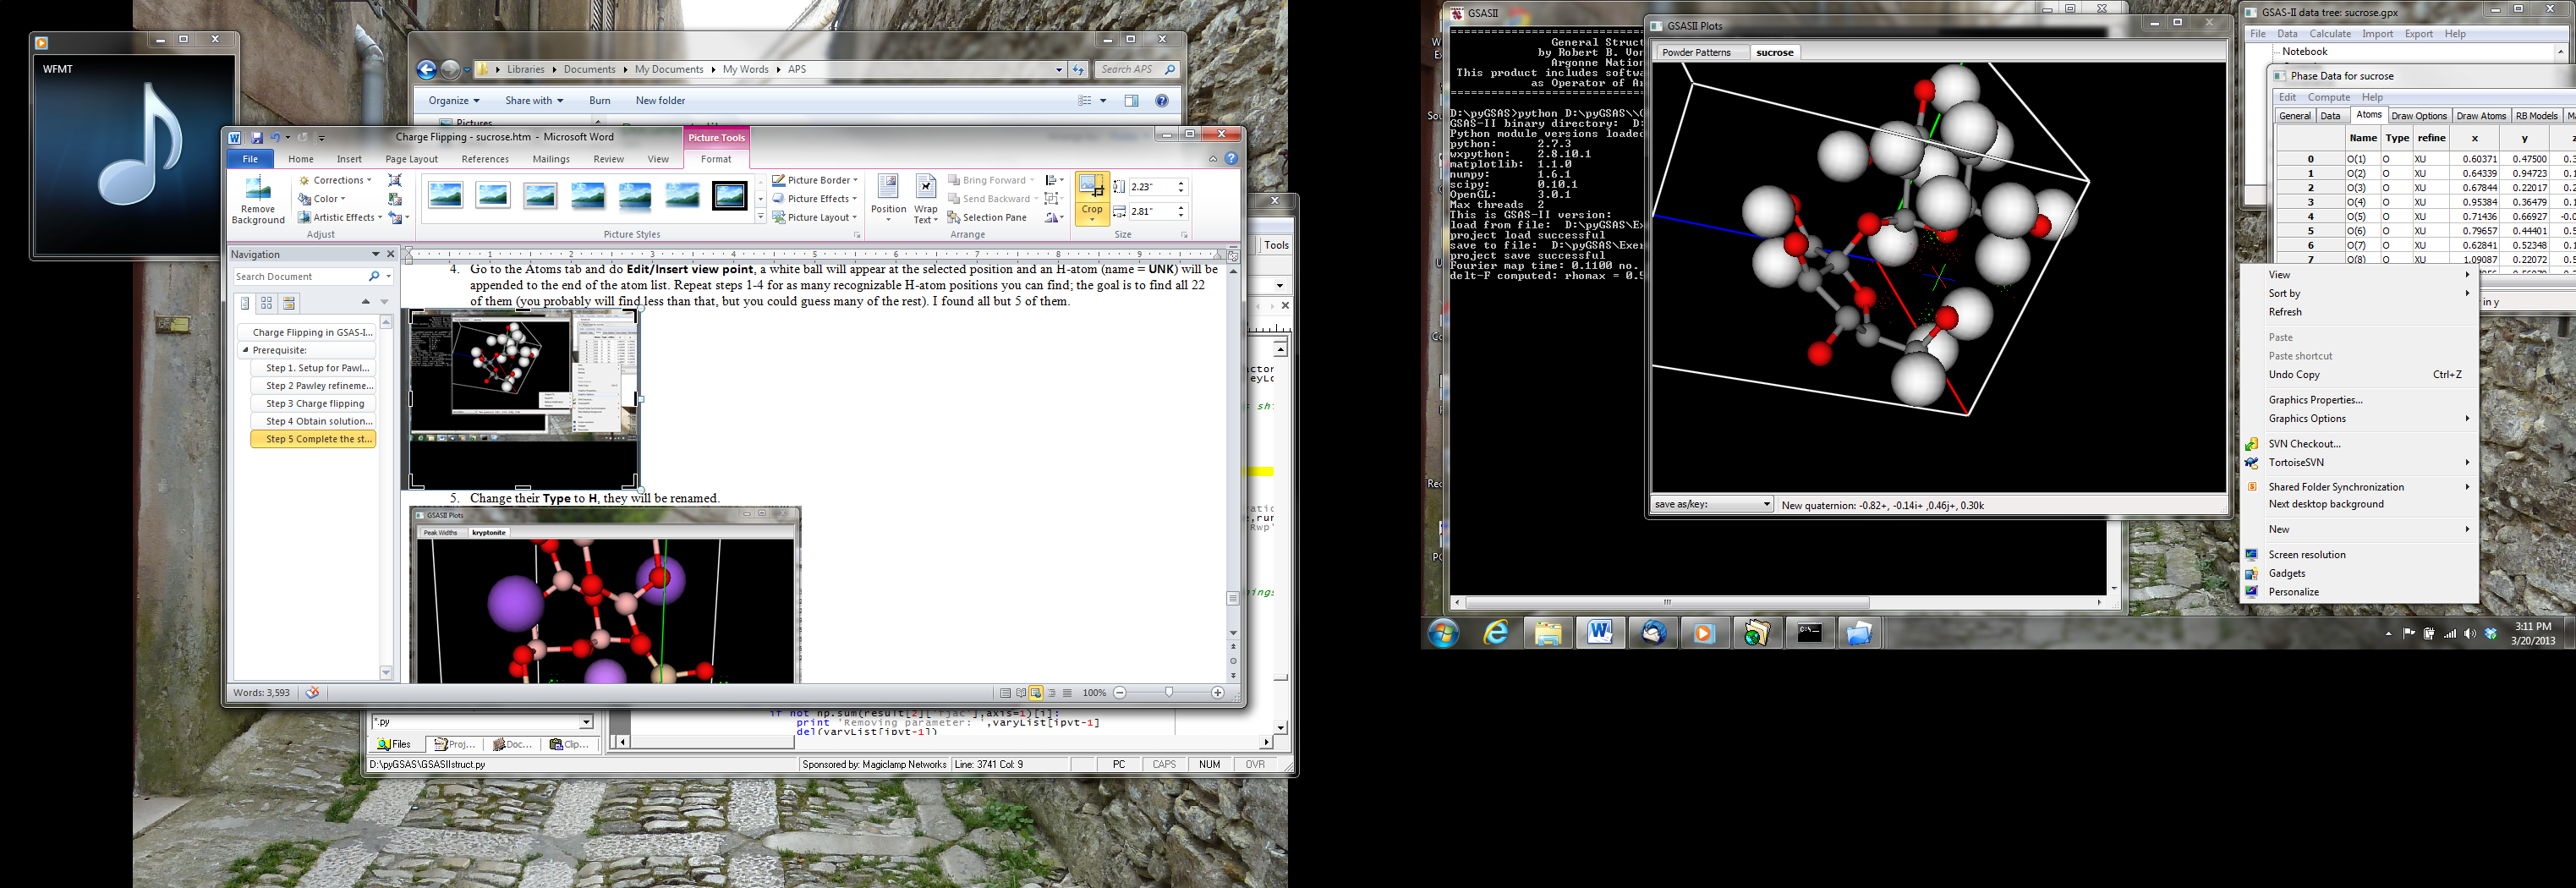 WFMT
Libraries
Documents
My Documents
My Words
APS
Search APS
Organize
Share with
Burn
New folder
Pictures
Charge Flipping - sucrose.htm - Microsoft Word
Picture Tools
File
Home
Insert
Page Layout
References
Mailings
Review
View
Format
Remove Background
Corrections
Color
Artistic Effects
Adjust
Picture Styles
Picture Border
Picture Effects
Picture Layout
Position
Wrap Text
Bring Forward
Send Backward
Selection Pane
Arrange
Crop
2.23"
2.81"
Size
Tools
Navigation
Search Document
Charge Flipping in GSAS-I...
Prerequisite:
Step 1. Setup for Pawl...
Step 2 Pawley refineme...
Step 3 Charge flipping
Step 4 Obtain solution...
Step 5 Complete the st...
4. Go to the Atoms tab and do Edit/Insert view point, a white ball will appear at the selected position and an H-atom (name = UNK) will be
appended to the end of the atom list. Repeat steps 1-4 for as many recognizable H-atom positions you can find; the goal is to find all 22
of them (you probably will find less than that, but you could guess many of the rest). I found all but 5 of them.
5. Change their Type to H, they will be renamed.
GSASII Plots
Peak Widths
kryptonite
Words: 3,593
100%
*.py
if not np.sum(result[2]['fjac'],axis=1)[i]:
print 'Removing parameter: ',varyList[ipvt-1]
del(varyList[ipvt-1])
Files
Proj...
Doc...
Clip...
D:\pyGSAS\GSASIIstruct.py
Sponsored by: Magiclamp Networks
Line: 3741 Col: 9
PC
CAPS
NUM
OVR
GSASII
General Struct
by Robert B. Von
Argonne Nation
This product includes softwa
as Operator of Ar
D:\pyGSAS>python D:\pyGSAS\\G
GSAS-II binary directory: D:
Python module versions loaded
python: 2.7.3
wxpython: 2.8.10.1
matplotlib: 1.1.0
numpy: 1.6.1
scipy: 0.10.1
OpenGL: 3.0.1
Max threads 2
This is GSAS-II version:
load from file: D:\pyGSAS\Exe
project load successful
save to file: D:\pyGSAS\Exer
project save successful
Fourier map time: 0.1100 no.
delt-F computed: rhomax = 0.5
GSASII Plots
Powder Patterns
sucrose
save as/key:
New quaternion: -0.82+, -0.14i+ ,0.46j+, 0.30k
GSAS-II data tree: sucrose.gpx
File
Data
Calculate
Import
Export
Help
Notebook
Phase Data for sucrose
Edit
Compute
Help
General
Data
Atoms
Draw Options
Draw Atoms
RB Models
Name Type refine x y
0 O(1) O XU 0.60371 0.47500
1 O(2) O XU 0.64339 0.94723
2 O(3) O XU 0.67844 0.22017
3 O(4) O XU 0.95384 0.36479
4 O(5) O XU 0.71436 0.66927
5 O(6) O XU 0.79657 0.44401
6 O(7) O XU 0.62841 0.52348
7 O(8) O XU 1.09087 0.22072
in y
View
Sort by
Refresh
Paste
Paste shortcut
Undo Copy Ctrl+Z
Graphics Properties...
Graphics Options
SVN Checkout...
TortoiseSVN
Shared Folder Synchronization
Next desktop background
New
Screen resolution
Gadgets
Personalize
3:11 PM
3/20/2013